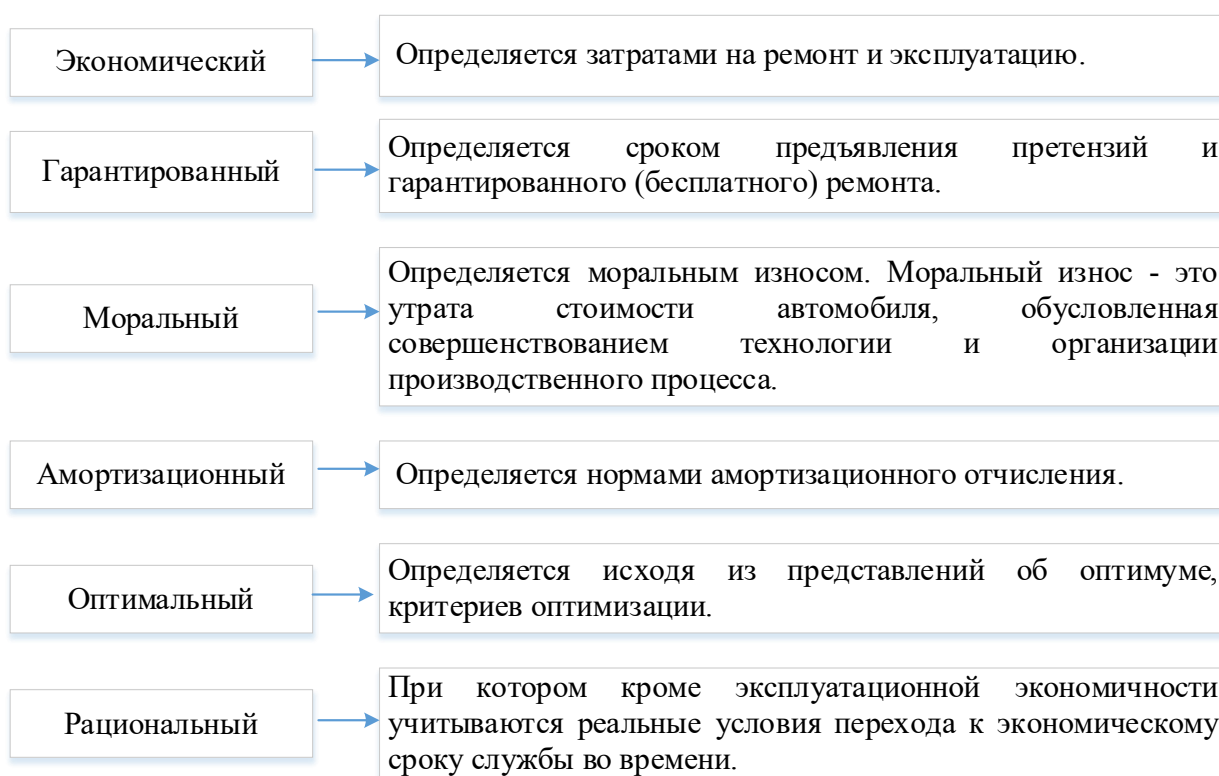 Экономический
Определяется затратами на ремонт и эксплуатацию.
Гарантированный
Определяется сроком предъявления претензий и
гарантированного (бесплатного) ремонта.
Моральный
Определяется моральным износом. Моральный износ - это
утрата стоимости автомобиля, обусловленная
совершенствованием технологии и организации
производственного процесса.
Амортизационный
Определяется нормами амортизационного отчисления.
Оптимальный
Определяется исходя из представлений об оптимуме,
критериев оптимизации.
Рациональный
При котором кроме эксплуатационной экономичности
учитываются реальные условия перехода к экономическому
сроку службы во времени.